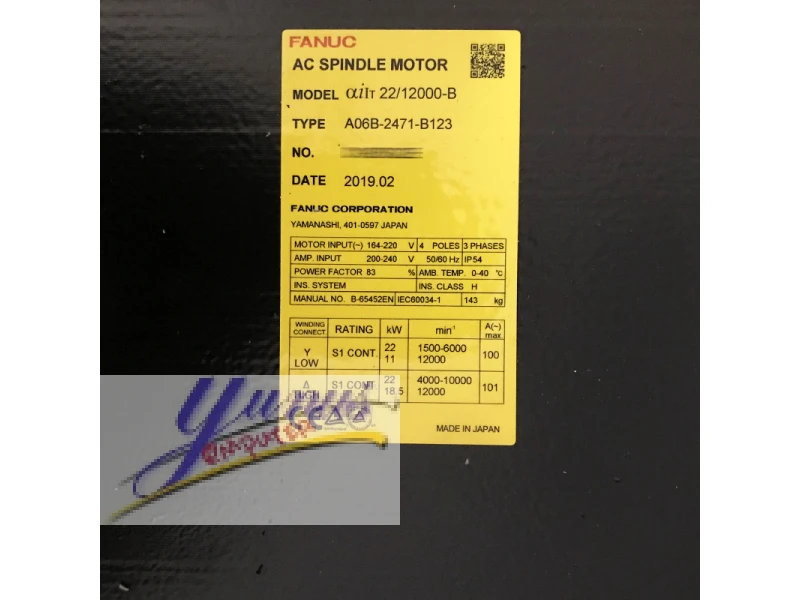 FANUC
AC SPINDLE MOTOR
MODEL αiIT 22/12000-B
TYPE A06B-2471-B123
NO.
DATE 2019.02
FANUC CORPORATION
YAMANASHI, 401-0597 JAPAN
MOTOR INPUT(~) 164-220 V 4 POLES 3 PHASES
AMP. INPUT 200-240 V 50/60 Hz IP54
POWER FACTOR 83 % AMB. TEMP. 0-40 ℃
INS. SYSTEM INS. CLASS H
MANUAL NO. B-65452EN IEC60034-1 143 kg
WINDING CONNECT. RATING kW min⁻¹ A(~) max
Y LOW S1 CONT. 22 1500-6000 100
11 12000
Δ HIGH S1 CONT 22 4000-10000 101
18.5 12000
MADE IN JAPAN